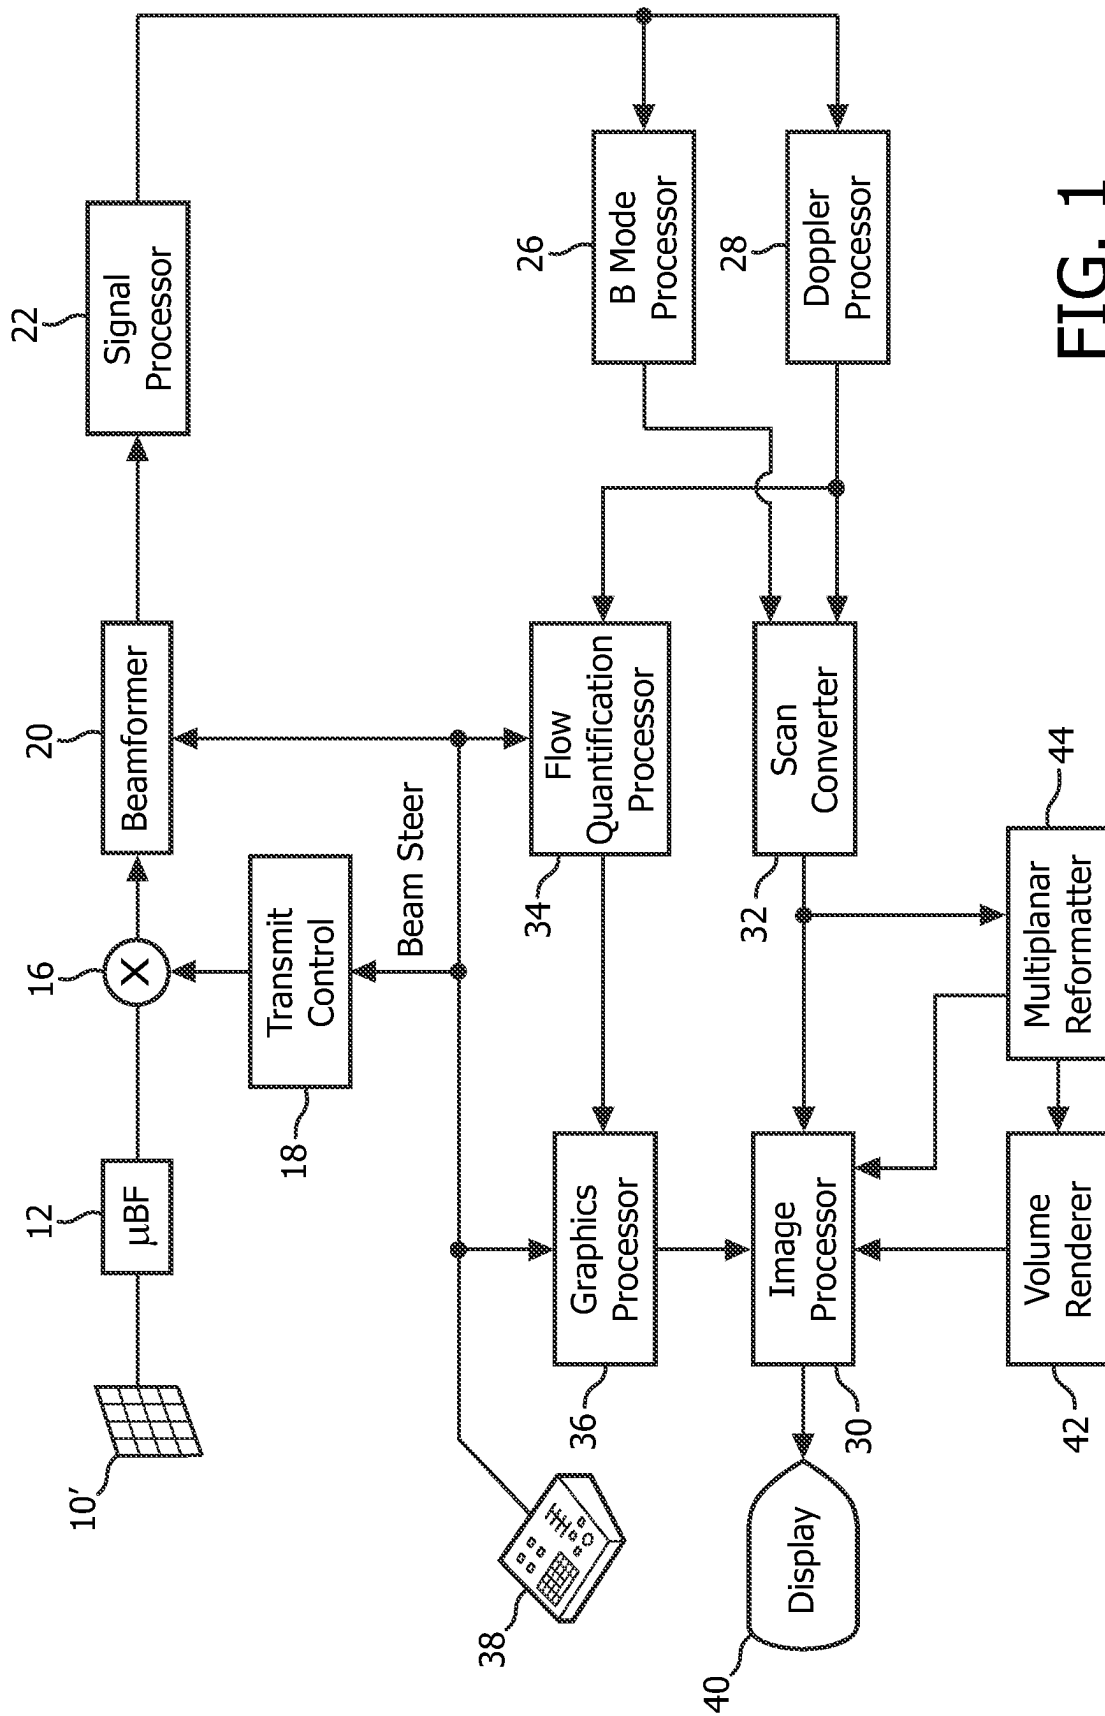 10'
12
μBF
16
X
20
Beamformer
22
Signal
Processor
18
Transmit
Control
Beam Steer
38
26
B Mode
Processor
28
Doppler
Processor
34
Flow
Quantification
Processor
32
Scan
Converter
36
Graphics
Processor
30
Image
Processor
40
Display
44
Multiplanar
Reformatter
42
Volume
Renderer
FIG. 1